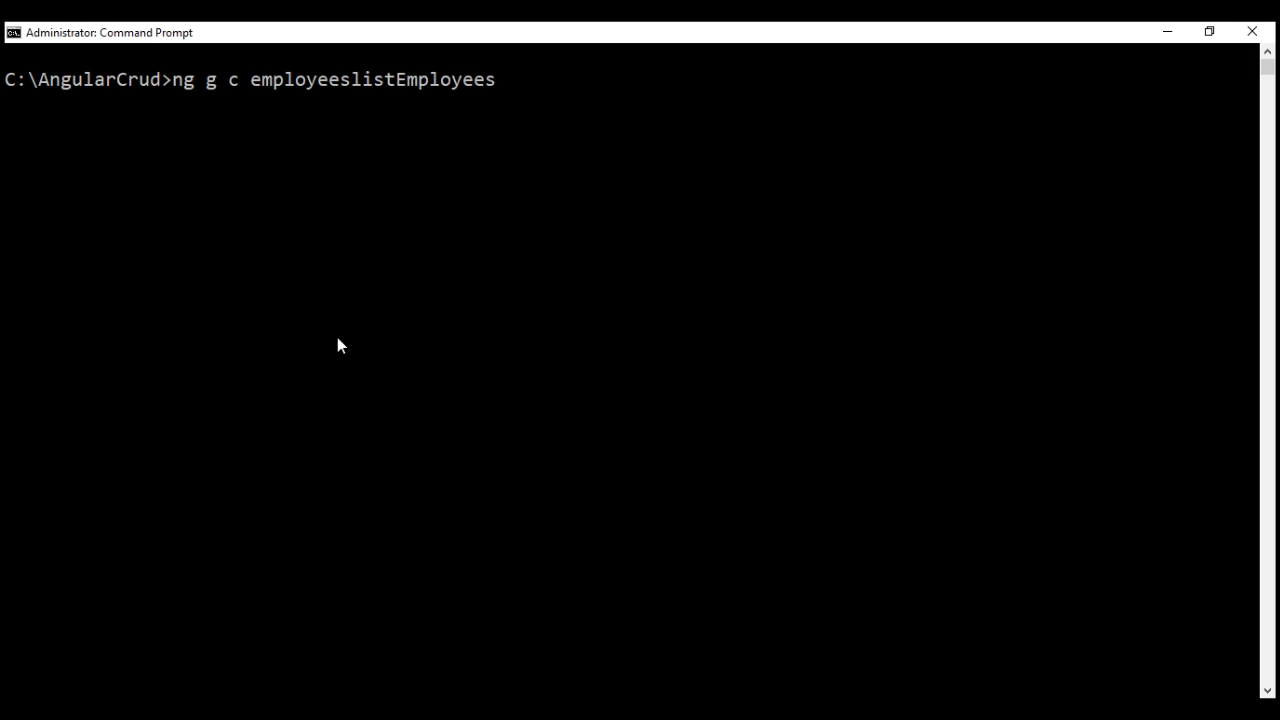 Administrator: Command Prompt
C:\AngularCrud>ng g c employeeslistEmployees